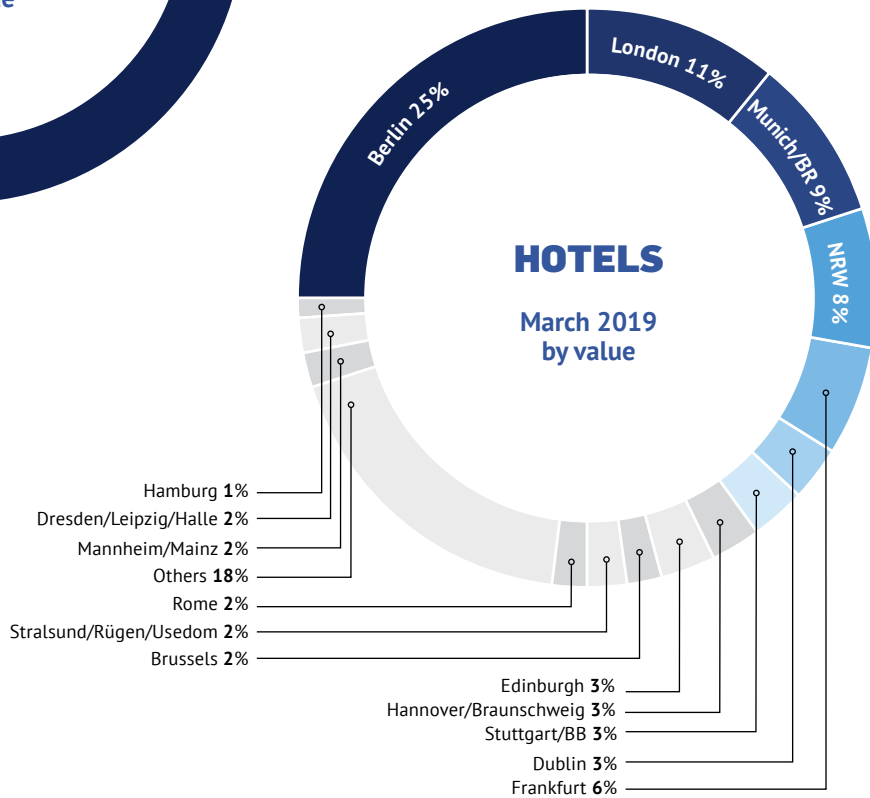 London 11%
Berlin 25%
Munich/BR 9%
NRW 8%
HOTELS
March 2019
by value
Hamburg 1%
Dresden/Leipzig/Halle 2%
Mannheim/Mainz 2%
Others 18%
Rome 2%
Stralsund/Rügen/Usedom 2%
Brussels 2%
Edinburgh 3%
Hannover/Braunschweig 3%
Stuttgart/BB 3%
Dublin 3%
Frankfurt 6%